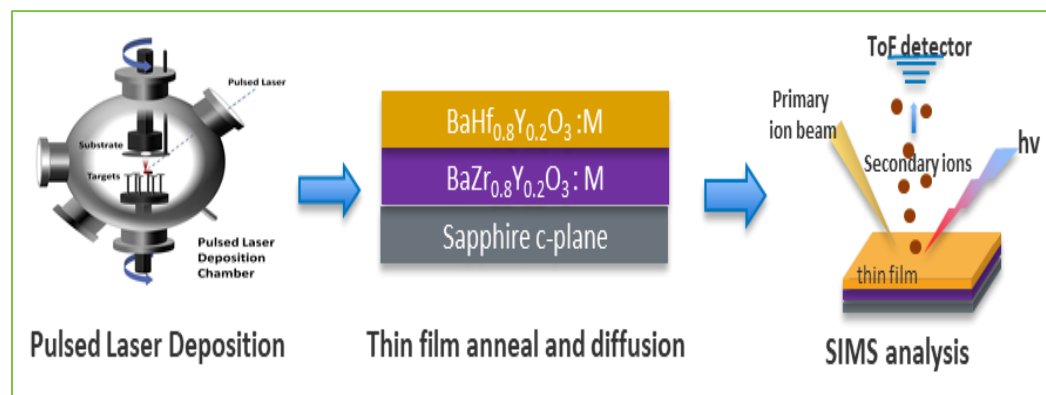 Pulsed Laser
Substrate
Targets
Pulsed Laser
Deposition
Chamber
Pulsed Laser Deposition
BaHf₀.₈Y₀.₂O₃ :M
BaZr₀.₈Y₀.₂O₃ : M
Sapphire c-plane
Thin film anneal and diffusion
ToF detector
Primary
ion beam
hv
Secondary ions
thin film
SIMS analysis